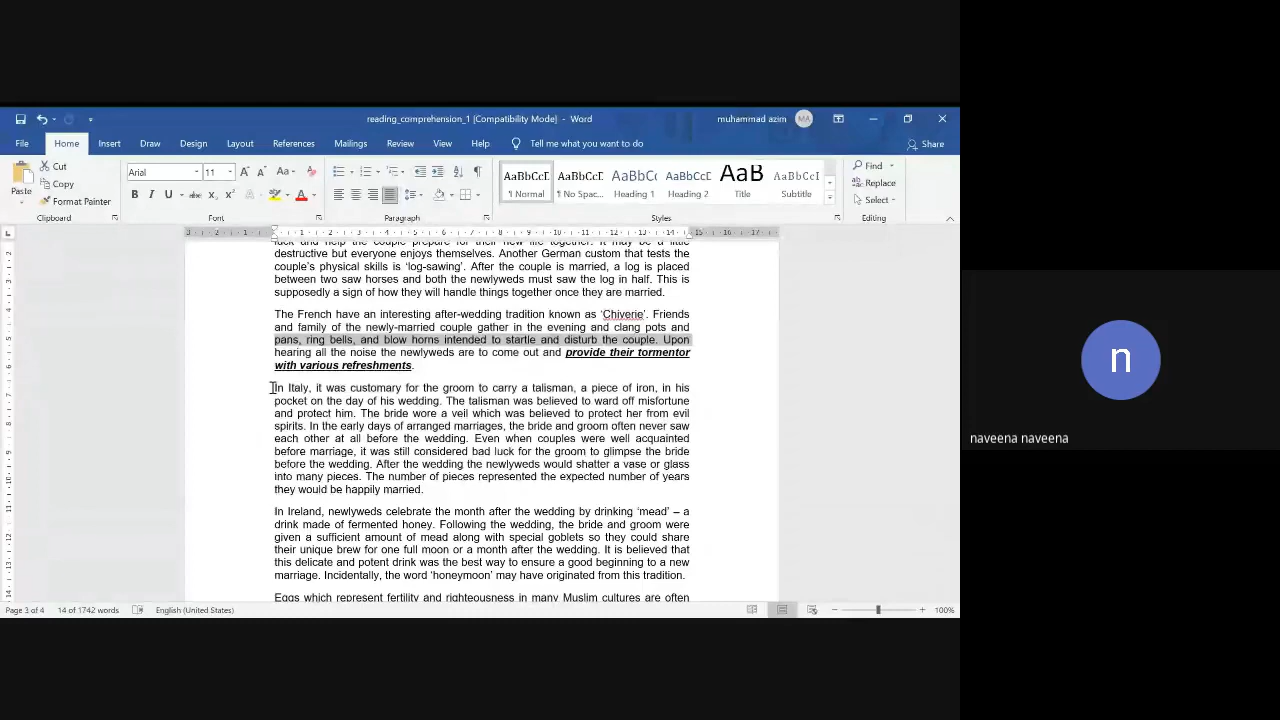 reading_comprehension_1 [Compatibility Mode] - Word
muhammad azim
MA
File
Home
Insert
Draw
Design
Layout
References
Mailings
Review
View
Help
Tell me what you want to do
Share
Paste
Cut
Copy
Format Painter
Clipboard
Arial
11
Font
Paragraph
AaBbCcI
¶ Normal
AaBbCcI
¶ No Spac...
AaBbCc
Heading 1
AaBbCc
Heading 2
AaB
Title
AaBbCcI
Subtitle
Styles
Find
Replace
Select
Editing
luck and help the couple prepare for their new life together. It may be a little
destructive but everyone enjoys themselves. Another German custom that tests the
couple's physical skills is 'log-sawing'. After the couple is married, a log is placed
between two saw horses and both the newlyweds must saw the log in half. This is
supposedly a sign of how they will handle things together once they are married.
The French have an interesting after-wedding tradition known as 'Chiverie'. Friends
and family of the newly-married couple gather in the evening and clang pots and
pans, ring bells, and blow horns intended to startle and disturb the couple. Upon
hearing all the noise the newlyweds are to come out and provide their tormentor
with various refreshments.
In Italy, it was customary for the groom to carry a talisman, a piece of iron, in his
pocket on the day of his wedding. The talisman was believed to ward off misfortune
and protect him. The bride wore a veil which was believed to protect her from evil
spirits. In the early days of arranged marriages, the bride and groom often never saw
each other at all before the wedding. Even when couples were well acquainted
before marriage, it was still considered bad luck for the groom to glimpse the bride
before the wedding. After the wedding the newlyweds would shatter a vase or glass
into many pieces. The number of pieces represented the expected number of years
they would be happily married.
In Ireland, newlyweds celebrate the month after the wedding by drinking 'mead' – a
drink made of fermented honey. Following the wedding, the bride and groom were
given a sufficient amount of mead along with special goblets so they could share
their unique brew for one full moon or a month after the wedding. It is believed that
this delicate and potent drink was the best way to ensure a good beginning to a new
marriage. Incidentally, the word 'honeymoon' may have originated from this tradition.
Eggs which represent fertility and righteousness in many Muslim cultures are often
Page 3 of 4
14 of 1742 words
English (United States)
100%
n
naveena naveena